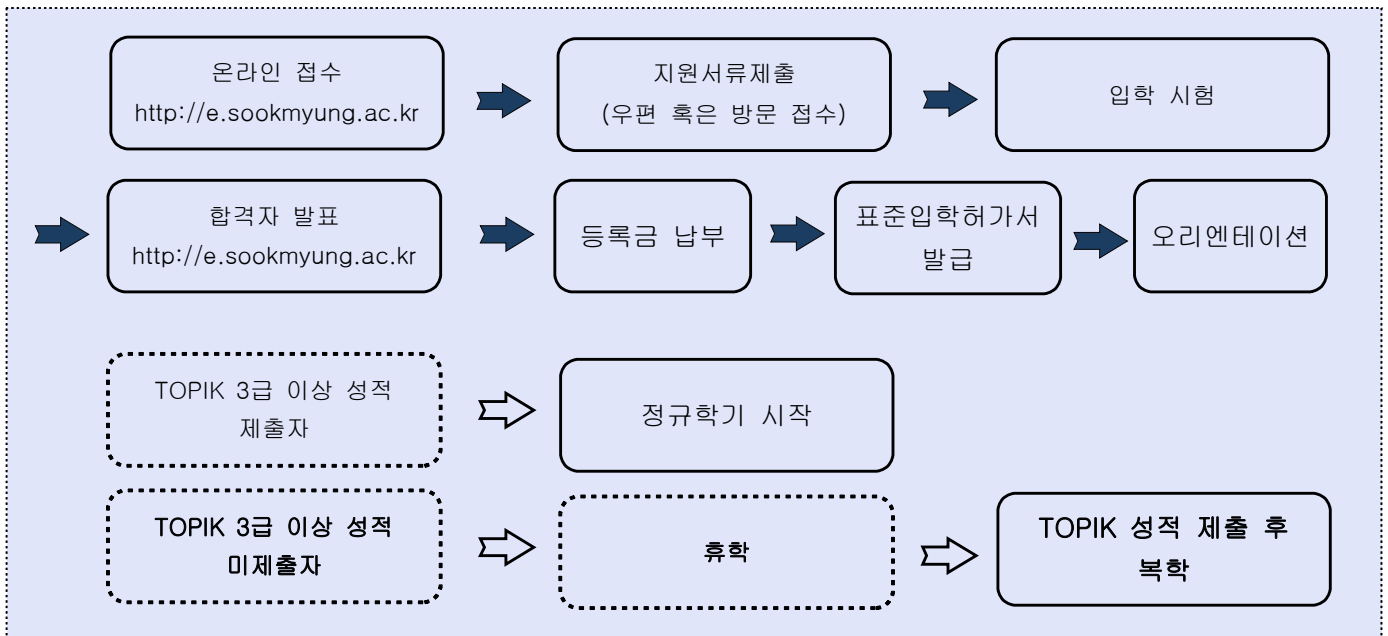 온라인 접수
http://e.sookmyung.ac.kr
지원서류제출
(우편 혹은 방문 접수)
입학 시험
합격자 발표
http://e.sookmyung.ac.kr
등록금 납부
표준입학허가서
발급
오리엔테이션
TOPIK 3급 이상 성적
제출자
정규학기 시작
TOPIK 3급 이상 성적
미제출자
휴학
TOPIK 성적 제출 후
복학